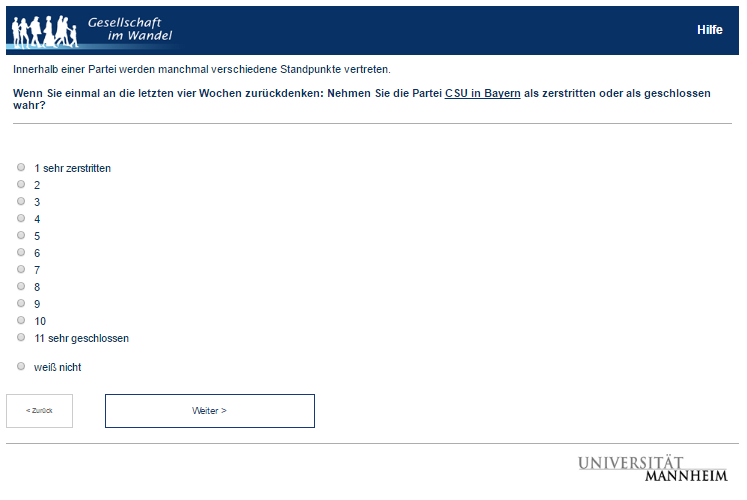 Gesellschaft
im Wandel
Hilfe
Innerhalb einer Partei werden manchmal verschiedene Standpunkte vertreten.
Wenn Sie einmal an die letzten vier Wochen zurückdenken: Nehmen Sie die Partei CSU in Bayern als zerstritten oder als geschlossen
wahr?
1 sehr zerstritten
2
3
4
5
6
7
8
9
10
11 sehr geschlossen
weiß nicht
< Zurück
Weiter >
UNIVERSITÄT
MANNHEIM